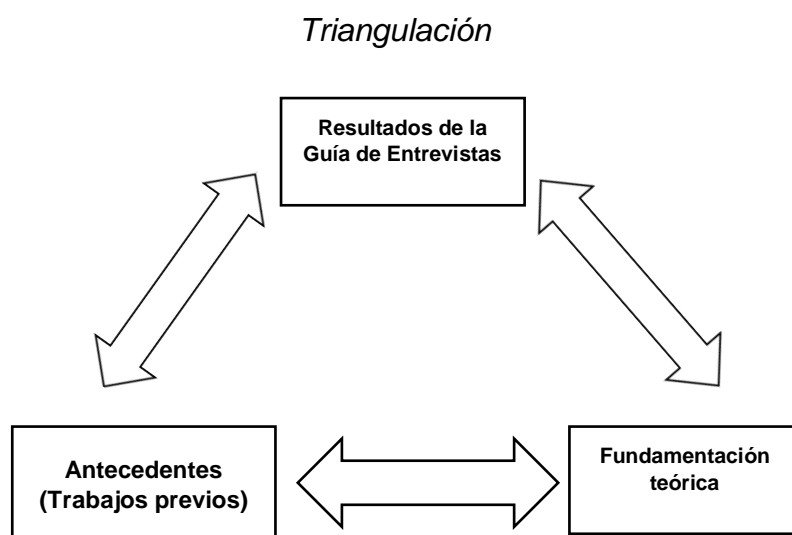 Triangulación
Resultados de la
Guía de Entrevistas
Antecedentes
(Trabajos previos)
Fundamentación
teórica